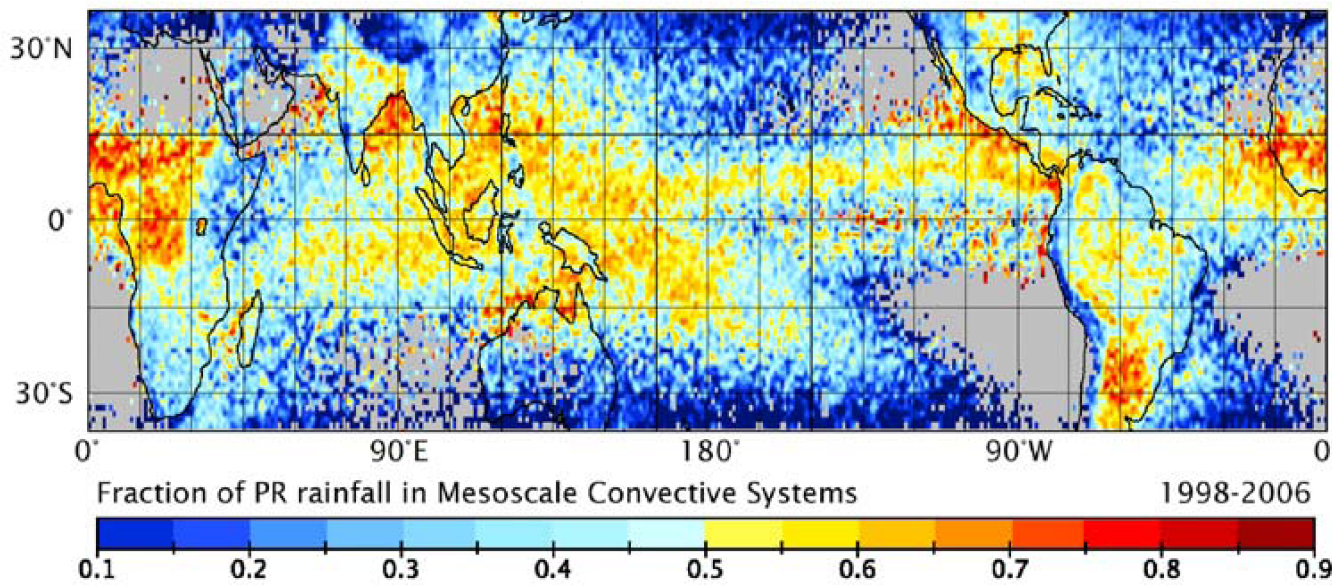 30°N
0°
30°S
0° 90°E 180° 90°W 0
Fraction of PR rainfall in Mesoscale Convective Systems 1998-2006
0.1 0.2 0.3 0.4 0.5 0.6 0.7 0.8 0.9